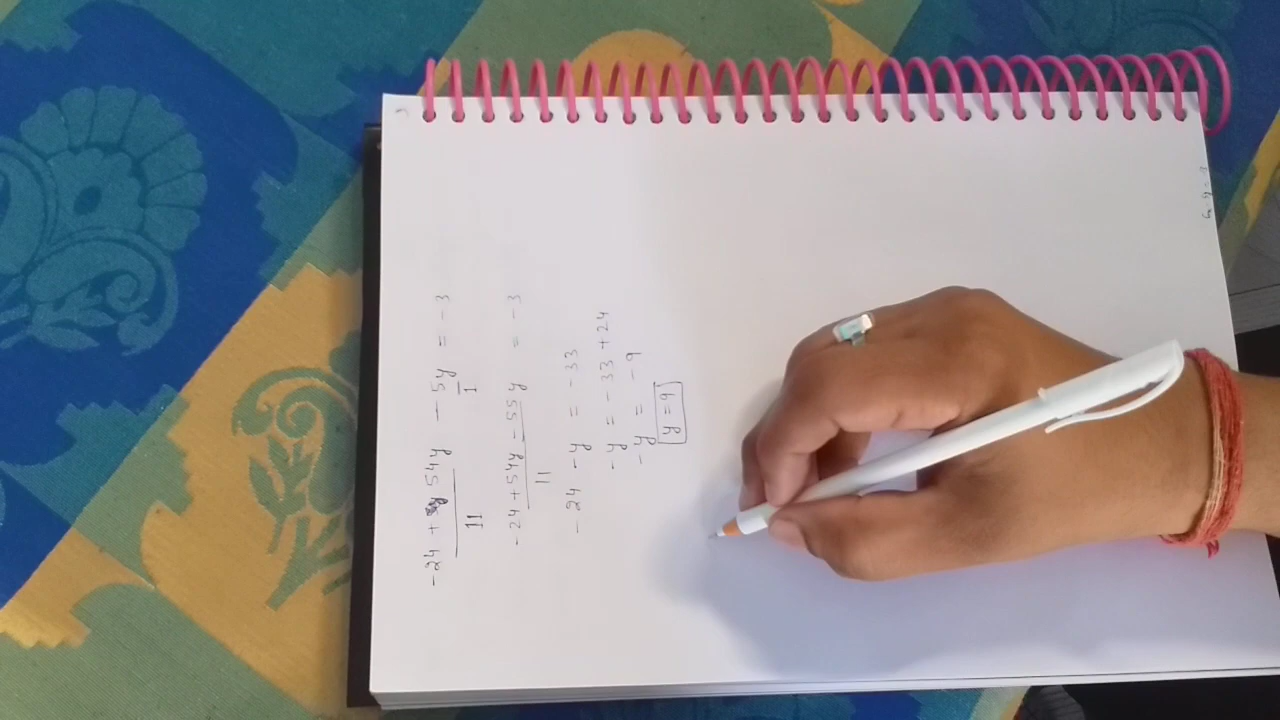 -24 + 54y / 11 - 5y / 1 = -3
-24 + 54y - 55y / 11 = -3
-24 - y = -33
-y = -33 + 24
-y = -9
y = 9